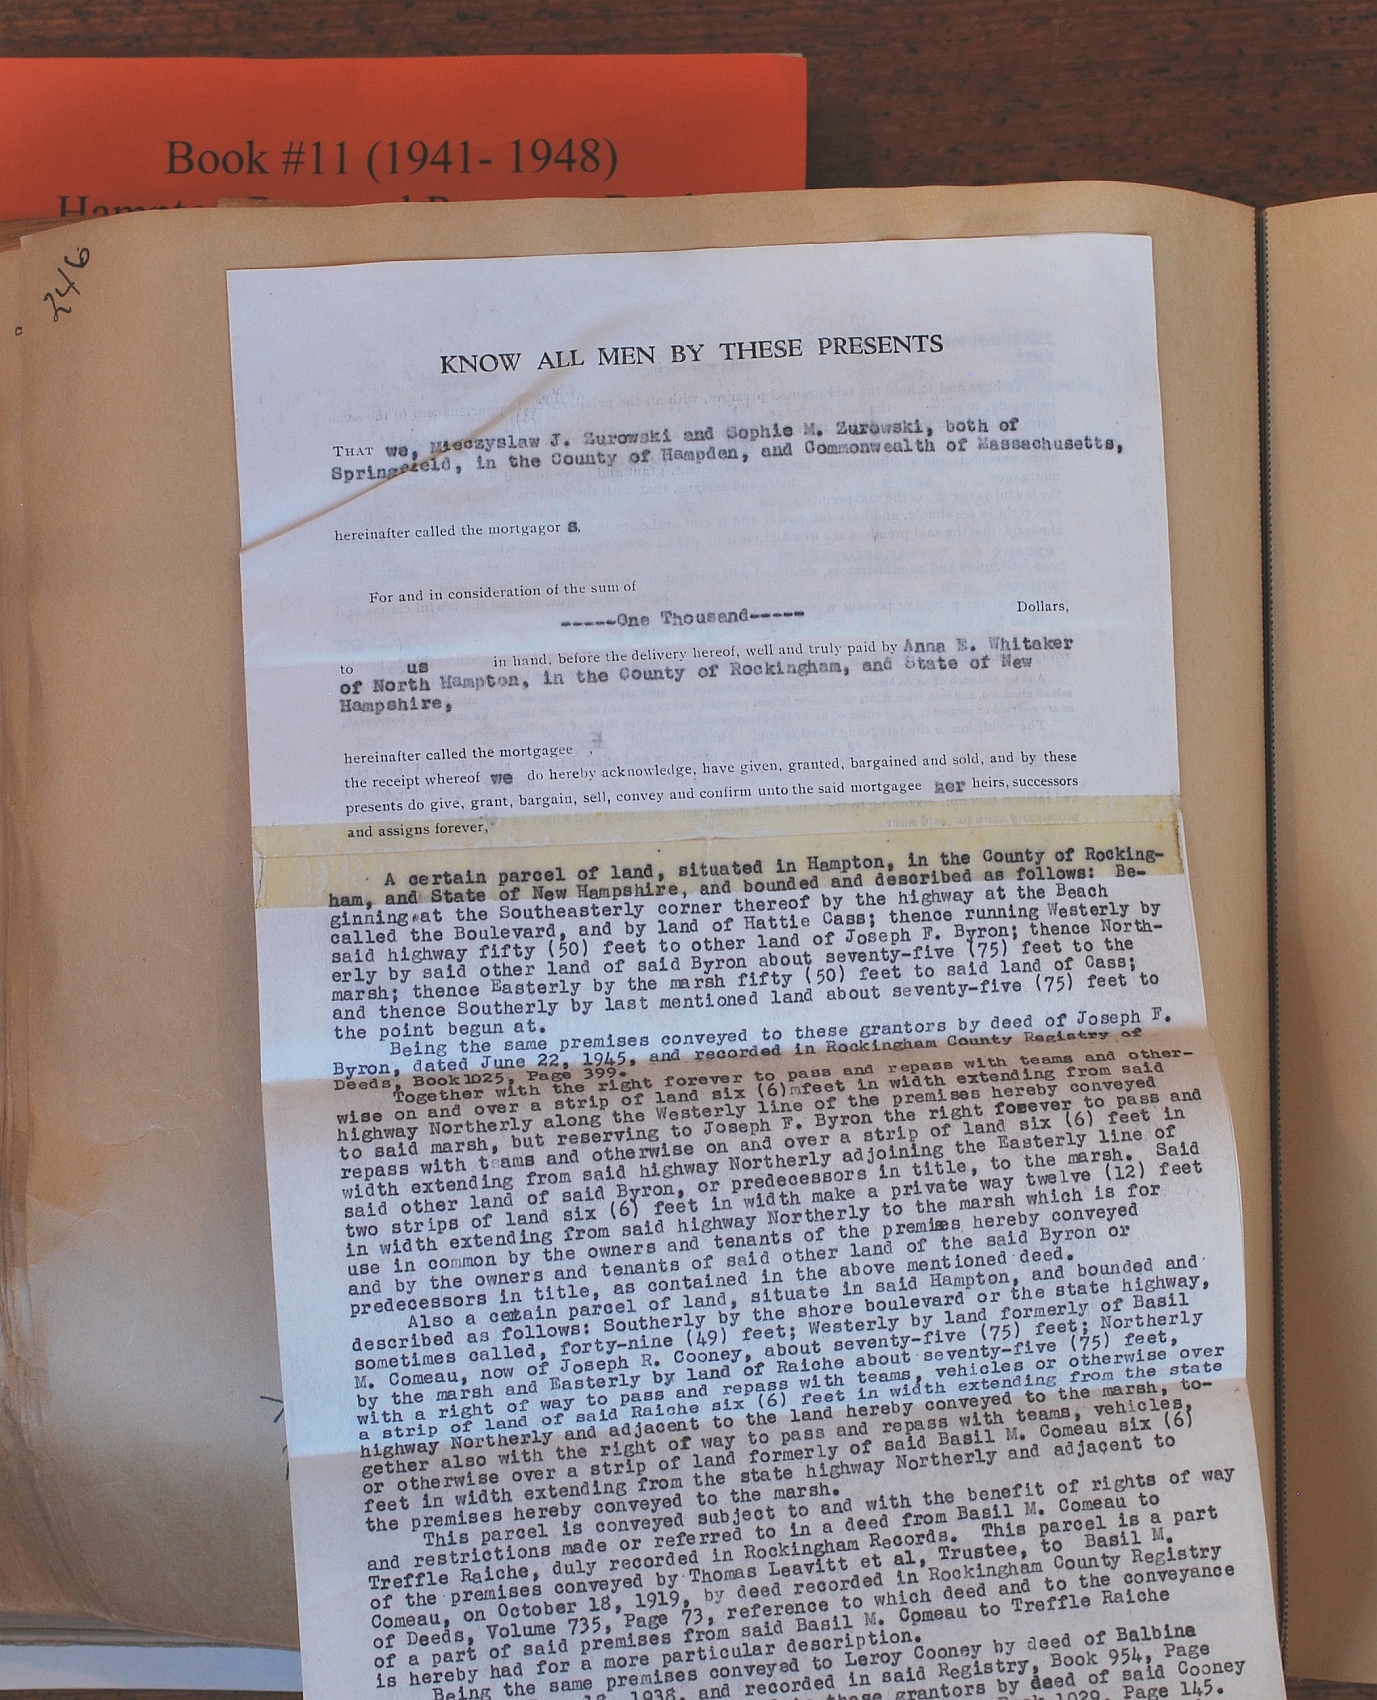 Book #11 (1941- 1948)
246
KNOW ALL MEN BY THESE PRESENTS
THAT we, Mieczyslaw J. Zurowski and Sophie M. Zurowski, both of
Springfield, in the County of Hampden, and Commonwealth of Massachusetts,
hereinafter called the mortgagor s,
For and in consideration of the sum of
-----One Thousand-----
Dollars,
to us in hand, before the delivery hereof, well and truly paid by Anna E. Whitaker
of North Hampton, in the County of Rockingham, and State of New
Hampshire,
hereinafter called the mortgagee ,
the receipt whereof we do hereby acknowledge, have given, granted, bargained and sold, and by these
presents do give, grant, bargain, sell, convey and confirm unto the said mortgagee her heirs, successors
and assigns forever,
A certain parcel of land, situated in Hampton, in the County of Rocking-
ham, and State of New Hampshire, and bounded and described as follows: Be-
ginning at the Southeasterly corner thereof by the highway at the Beach
called the Boulevard, and by land of Hattie Cass; thence running Westerly by
said highway fifty (50) feet to other land of Joseph F. Byron; thence North-
erly by said other land of said Byron about seventy-five (75) feet to the
marsh; thence Easterly by the marsh fifty (50) feet to said land of Cass;
and thence Southerly by last mentioned land about seventy-five (75) feet to
the point begun at.
Being the same premises conveyed to these grantors by deed of Joseph F.
Byron, dated June 22, 1945, and recorded in Rockingham County Registry of
Deeds, Book 1025, Page 399.
Together with the right forever to pass and repass with teams and other-
wise on and over a strip of land six (6)mfeet in width extending from said
highway Northerly along the Westerly line of the premises hereby conveyed
to said marsh, but reserving to Joseph F. Byron the right forever to pass and
repass with teams and otherwise on and over a strip of land six (6) feet in
width extending from said highway Northerly adjoining the Easterly line of
said other land of said Byron, or predecessors in title, to the marsh. Said
two strips of land six (6) feet in width make a private way twelve (12) feet
in width extending from said highway Northerly to the marsh which is for
use in common by the owners and tenants of the premises hereby conveyed
and by the owners and tenants of said other land of the said Byron or
predecessors in title, as contained in the above mentioned deed.
Also a certain parcel of land, situate in said Hampton, and bounded and
described as follows: Southerly by the shore boulevard or the state highway,
sometimes called, forty-nine (49) feet; Westerly by land formerly of Basil
M. Comeau, now of Joseph R. Cooney, about seventy-five (75) feet; Northerly
by the marsh and Easterly by land of Raiche about seventy-five (75) feet,
with a right of way to pass and repass with teams, vehicles or otherwise over
a strip of land of said Raiche six (6) feet in width extending from the state
highway Northerly and adjacent to the land hereby conveyed to the marsh, to-
gether also with the right of way to pass and repass with teams, vehicles,
or otherwise over a strip of land formerly of said Basil M. Comeau six (6)
feet in width extending from the state highway Northerly and adjacent to
the premises hereby conveyed to the marsh.
This parcel is conveyed subject to and with the benefit of rights of way
and restrictions made or referred to in a deed from Basil M. Comeau to
Treffle Raiche, duly recorded in Rockingham Records. This parcel is a part
of the premises conveyed by Thomas Leavitt et al, Trustee, to Basil M.
Comeau, on October 18, 1919, by deed recorded in Rockingham County Registry
of Deeds, Volume 735, Page 73, reference to which deed and to the conveyance
of a part of said premises from said Basil M. Comeau to Treffle Raiche
is hereby had for a more particular description.
Being the same premises conveyed to Leroy Cooney by deed of Balbina
1938, and recorded in said Registry, Book 954, Page
grantors by deed of said Cooney
1029, Page 145.